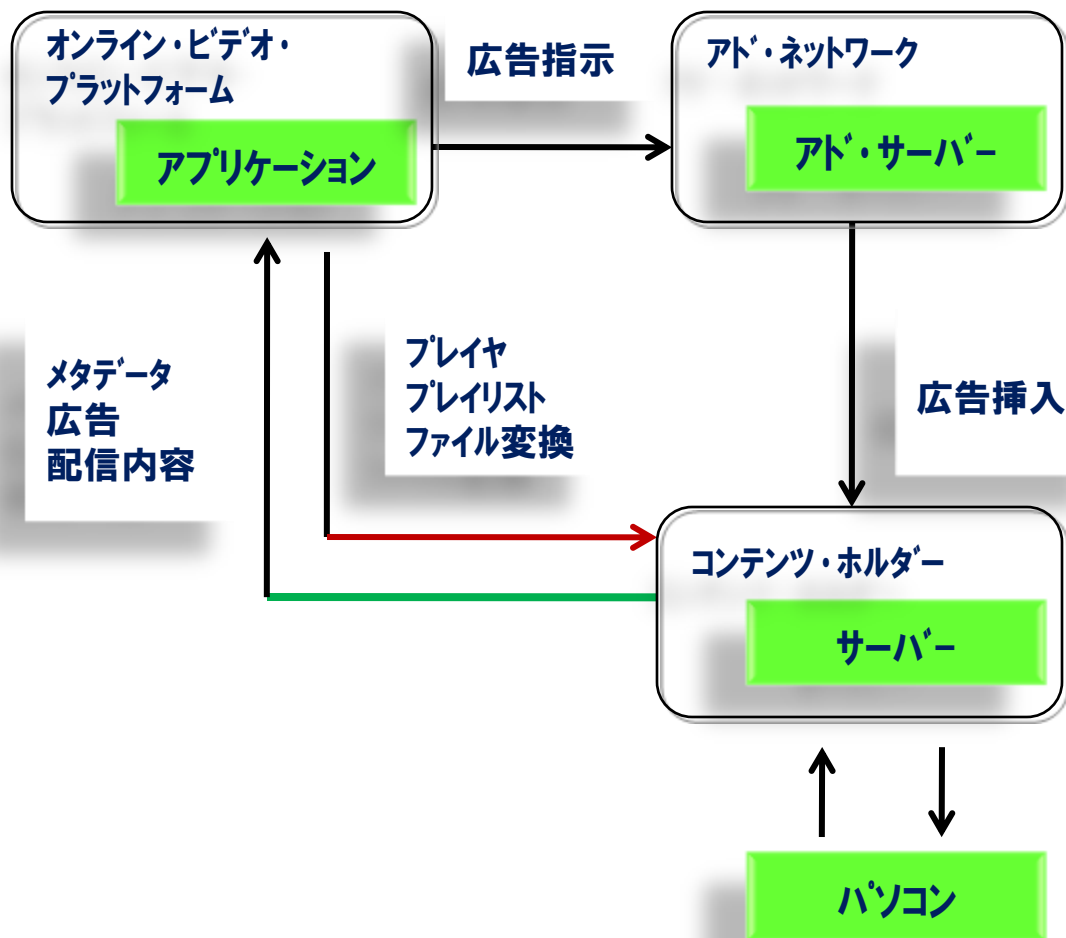 オンライン・ビデオ・
プラットフォーム
アプリケーション
広告指示
アド・ネットワーク
アド・サーバー
メタデータ
広告
配信内容
プレイヤ
プレイリスト
ファイル変換
広告挿入
コンテンツ・ホルダー
サーバー
パソコン